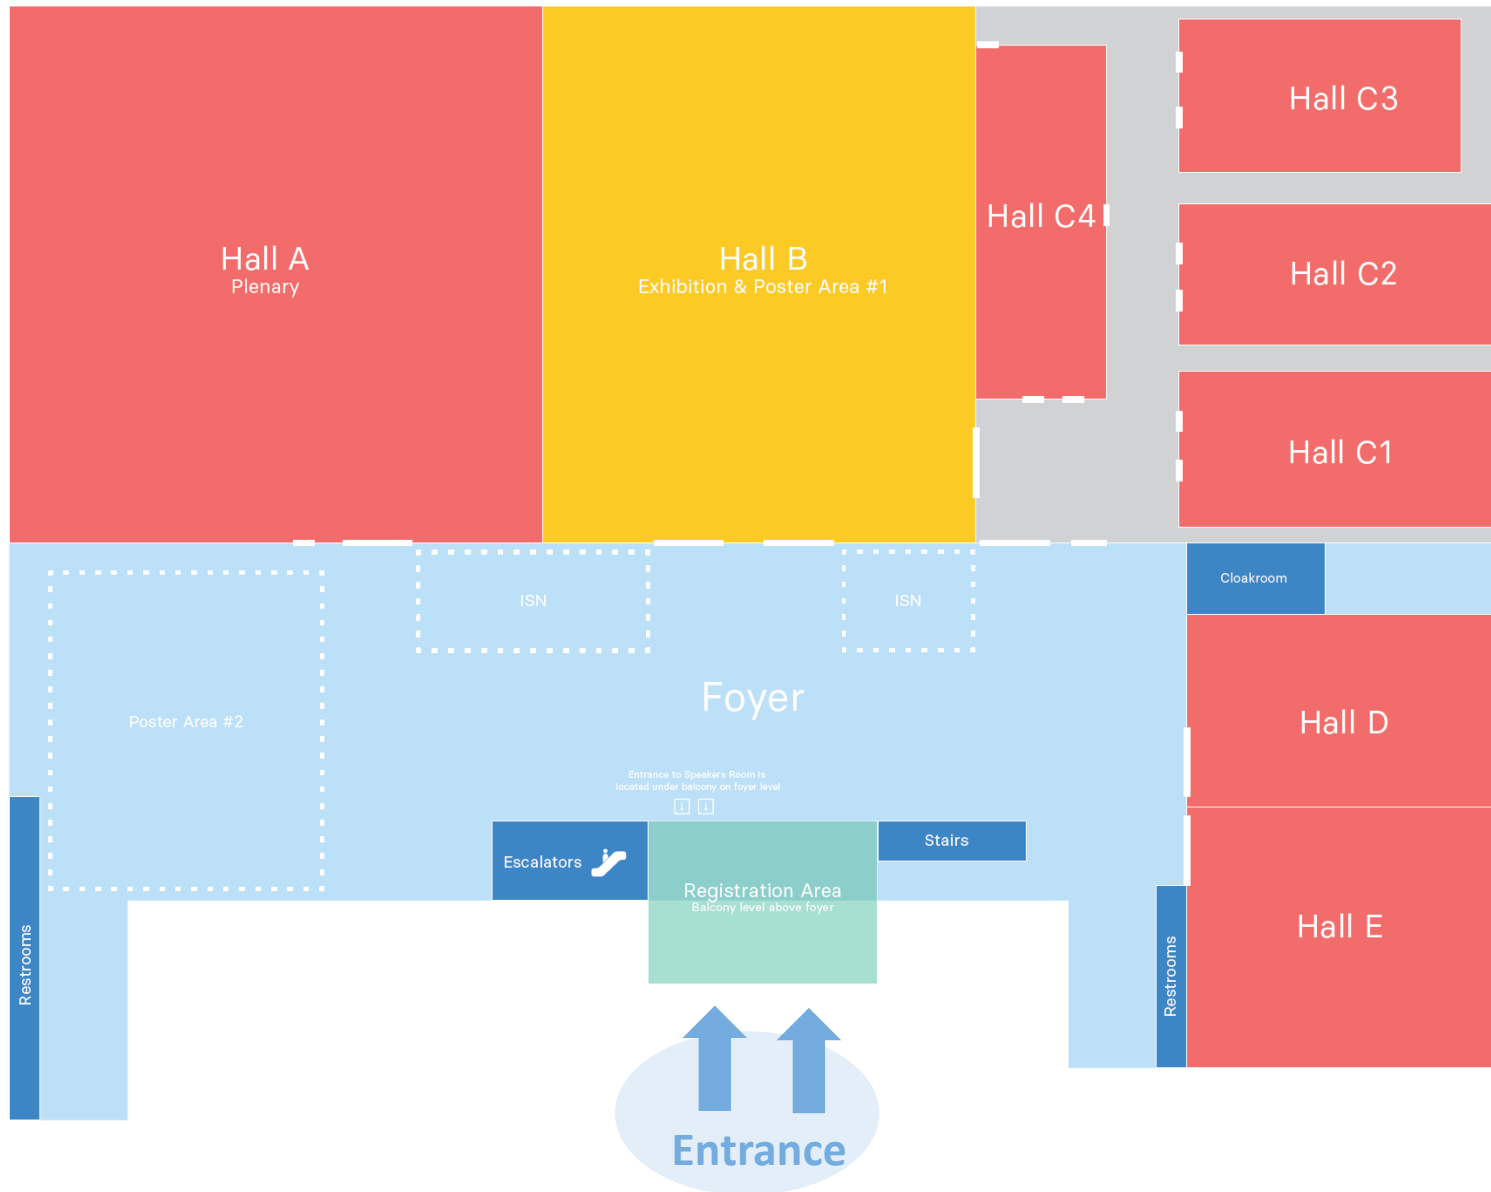 Hall A
Plenary
Hall B
Exhibition & Poster Area #1
Hall C4
Hall C3
Hall C2
Hall C1
ISN
ISN
Cloakroom
Poster Area #2
Foyer
Hall D
Entrance to Speakers Room is
located under balcony on foyer level
Escalators
Stairs
Registration Area
Balcony level above foyer
Hall E
Restrooms
Restrooms
Entrance